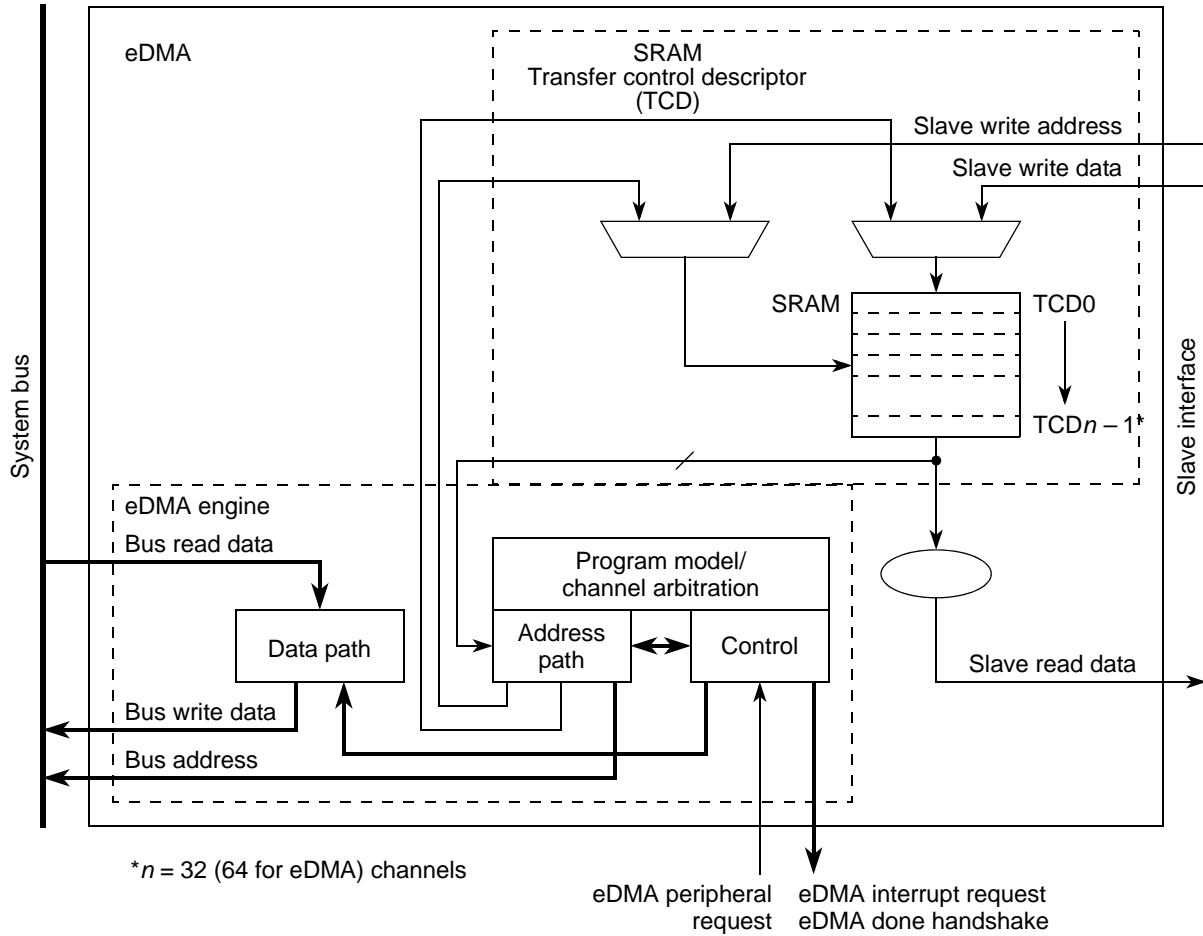 eDMA
SRAM
Transfer control descriptor
(TCD)
Slave write address
Slave write data
SRAM
TCD0
TCDn – 1*
System bus
Slave interface
eDMA engine
Bus read data
Program model/
channel arbitration
Data path
Address
path
Control
Slave read data
Bus write data
Bus address
*n = 32 (64 for eDMA) channels
eDMA peripheral
request
eDMA interrupt request
eDMA done handshake